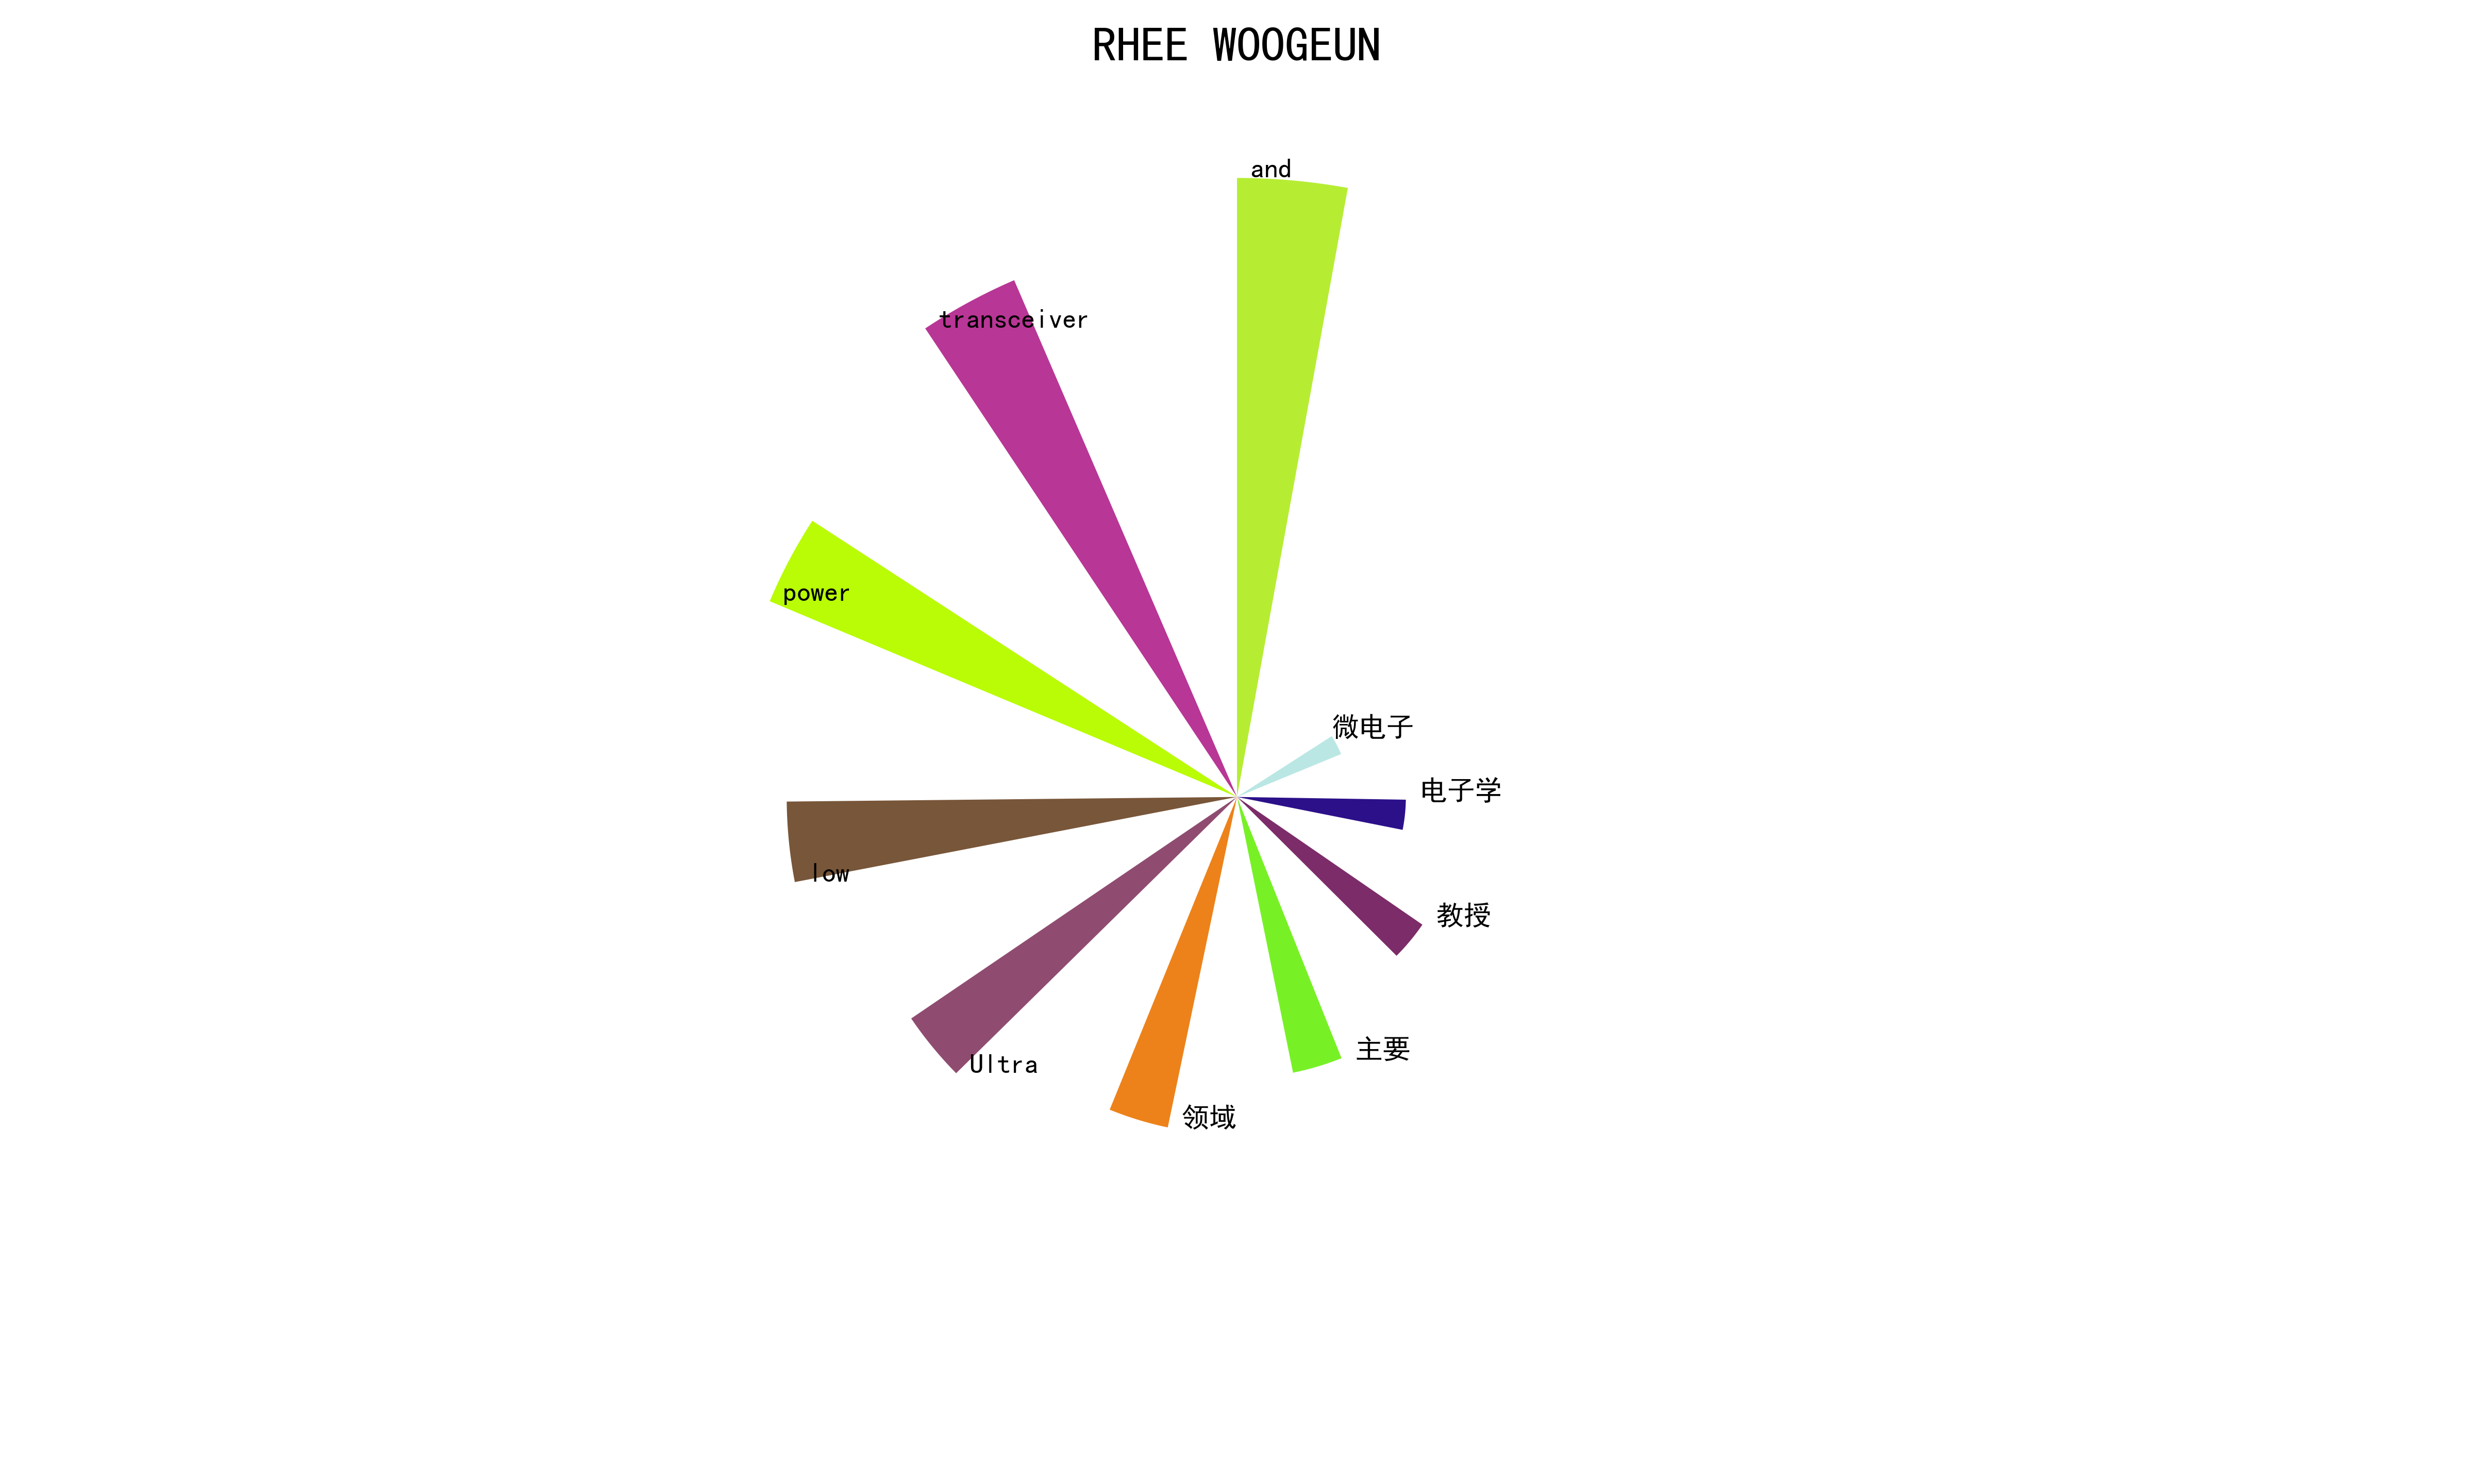 RHEE WOOGEUN
and
transceiver
power
微电子
电子学
low
教授
主要
Ultra
领域